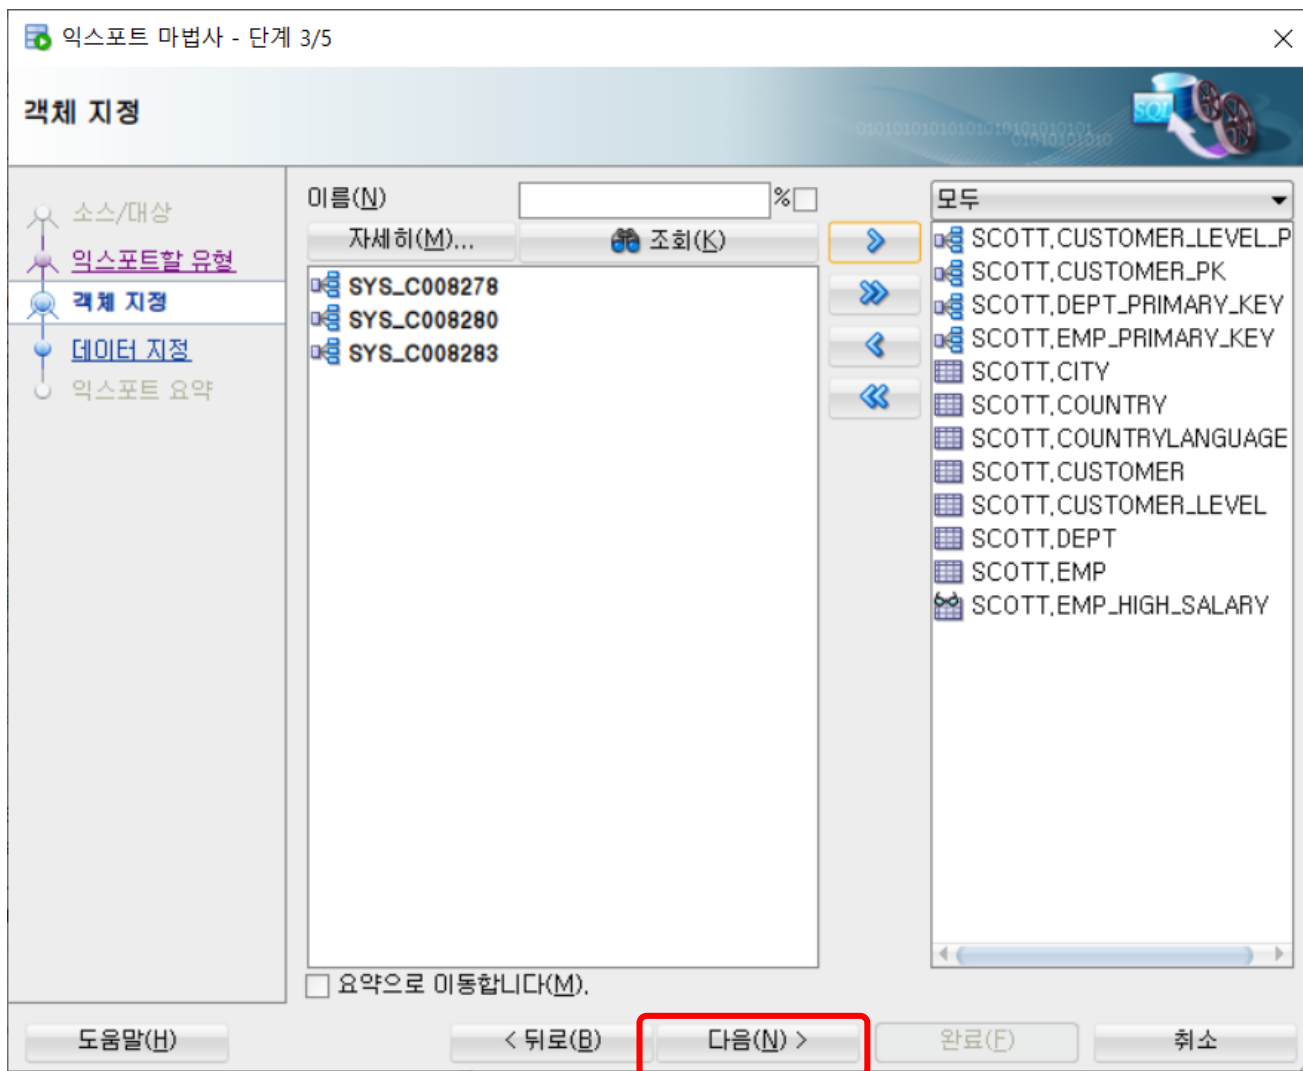 익스포트 마법사 - 단계 3/5
객체 지정
SQL
소스/대상
익스포트할 유형
객체 지정
데이터 지정
익스포트 요약
이름(N)
%
자세히(M)...
조회(K)
SYS_C008278
SYS_C008280
SYS_C008283
모두
SCOTT.CUSTOMER_LEVEL_P
SCOTT.CUSTOMER_PK
SCOTT.DEPT_PRIMARY_KEY
SCOTT.EMP_PRIMARY_KEY
SCOTT.CITY
SCOTT.COUNTRY
SCOTT.COUNTRYLANGUAGE
SCOTT.CUSTOMER
SCOTT.CUSTOMER_LEVEL
SCOTT.DEPT
SCOTT.EMP
SCOTT.EMP_HIGH_SALARY
요약으로 이동합니다(M).
도움말(H)
< 뒤로(B)
다음(N) >
완료(F)
취소